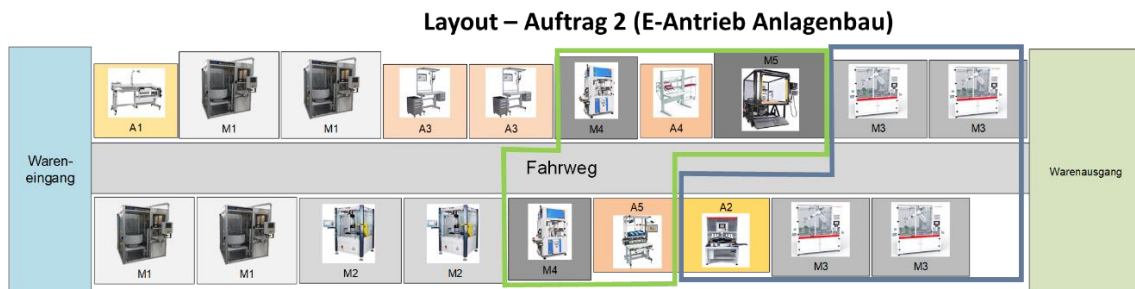 Layout – Auftrag 2 (E-Antrieb Anlagenbau)
Waren-
eingang
A1
M1
M1
A3
A3
M4
A4
M5
M3
M3
Fahrweg
Warenausgang
M1
M1
M2
M2
M4
A5
A2
M3
M3